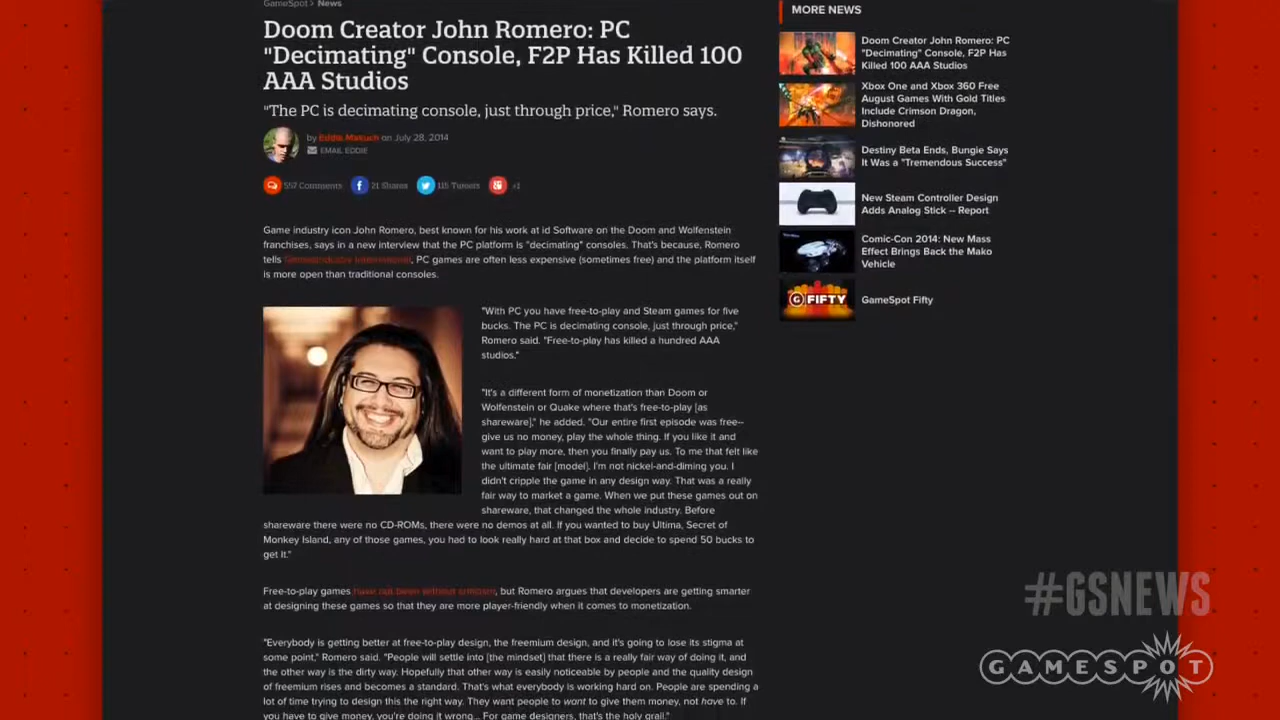 GameSpot > News
Doom Creator John Romero: PC
"Decimating" Console, F2P Has Killed 100
AAA Studios
"The PC is decimating console, just through price," Romero says.
by Eddie Makuch on July 28, 2014
EMAIL EDDIE
557 Comments 21 Shares 115 Tweets +1
Game industry icon John Romero, best known for his work at id Software on the Doom and Wolfenstein
franchises, says in a new interview that the PC platform is "decimating" consoles. That's because, Romero
tells GamesIndustry International, PC games are often less expensive (sometimes free) and the platform itself
is more open than traditional consoles.
"With PC you have free-to-play and Steam games for five
bucks. The PC is decimating console, just through price,"
Romero said. "Free-to-play has killed a hundred AAA
studios."
"It's a different form of monetization than Doom or
Wolfenstein or Quake where that's free-to-play [as
shareware]," he added. "Our entire first episode was free--
give us no money, play the whole thing. If you like it and
want to play more, then you finally pay us. To me that felt like
the ultimate fair [model]. I'm not nickel-and-diming you. I
didn't cripple the game in any design way. That was a really
fair way to market a game. When we put these games out on
shareware, that changed the whole industry. Before
shareware there were no CD-ROMs, there were no demos at all. If you wanted to buy Ultima, Secret of
Monkey Island, any of those games, you had to look really hard at that box and decide to spend 50 bucks to
get it."
Free-to-play games have not been without criticism, but Romero argues that developers are getting smarter
at designing these games so that they are more player-friendly when it comes to monetization.
"Everybody is getting better at free-to-play design, the freemium design, and it's going to lose its stigma at
some point," Romero said. "People will settle into [the mindset] that there is a really fair way of doing it, and
the other way is the dirty way. Hopefully that other way is easily noticeable by people and the quality design
of freemium rises and becomes a standard. That's what everybody is working hard on. People are spending a
lot of time trying to design this the right way. They want people to want to give them money, not have to. If
you have to give money, you're doing it wrong... For game designers, that's the holy grail."
MORE NEWS
Doom Creator John Romero: PC
"Decimating" Console, F2P Has
Killed 100 AAA Studios
Xbox One and Xbox 360 Free
August Games With Gold Titles
Include Crimson Dragon,
Dishonored
Destiny Beta Ends, Bungie Says
It Was a "Tremendous Success"
New Steam Controller Design
Adds Analog Stick -- Report
Comic-Con 2014: New Mass
Effect Brings Back the Mako
Vehicle
G FIFTY
GameSpot Fifty
#GSNEWS
GAMESPOT